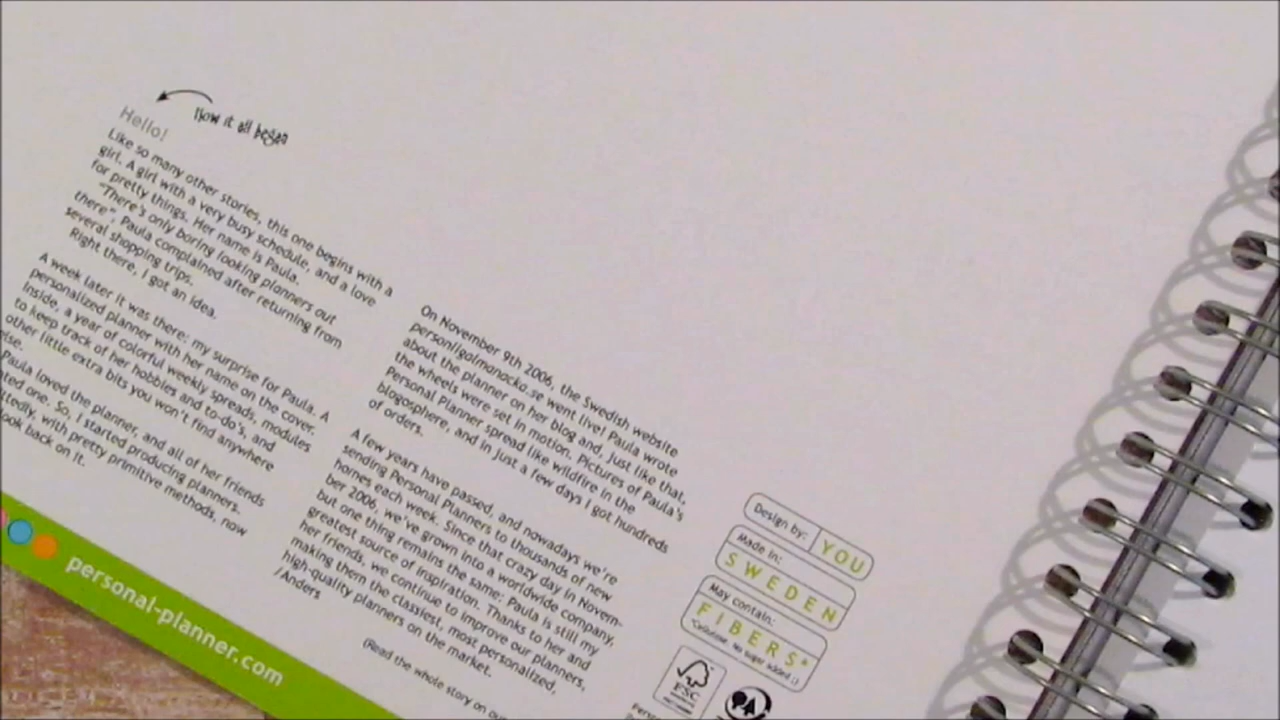 How it all began
Hello!
Like so many other stories, this one begins with a
girl. A girl with a very busy schedule, and a love
for pretty things. Her name is Paula.
"There's only boring looking planners out
there", Paula complained after returning from
several shopping trips.
Right there, I got an idea.
A week later it was there: my surprise for Paula. A
personalized planner with her name on the cover.
Inside, a year of colorful weekly spreads, modules
to keep track of her hobbies and to-do's, and
other little extra bits you won't find anywhere
else.
Paula loved the planner, and all of her friends
ted one. So, I started producing planners.
tedly, with pretty primitive methods, now
look back on it.
On November 9th 2006, the Swedish website
personligalmanacka.se went live! Paula wrote
about the planner on her blog and, just like that,
the wheels were set in motion. Pictures of Paula's
Personal Planner spread like wildfire in the
blogosphere, and in just a few days I got hundreds
of orders.
A few years have passed, and nowadays we're
sending Personal Planners to thousands of new
homes each week. Since that crazy day in Novem-
ber 2006, we've grown into a worldwide company,
but one thing remains the same: Paula is still my
greatest source of inspiration. Thanks to her and
her friends, we continue to improve our planners,
making them the classiest, most personalized,
high-quality planners on the market.
/Anders
(Read the whole story on ou
Design by: YOU
Made in:
SWEDEN
May contain:
FIBERS*
*Cellulose. No sugar added :)
FSC
PA
Perso
personal-planner.com